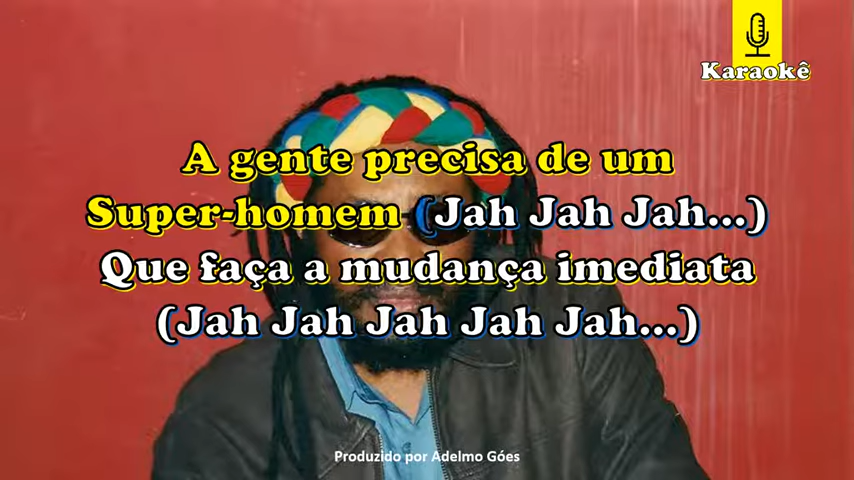 Karaokê
A gente precisa de um
Super-homem (Jah Jah Jah...)
Que faça a mudança imediata
(Jah Jah Jah Jah Jah...)
Produzido por Adelmo Góes